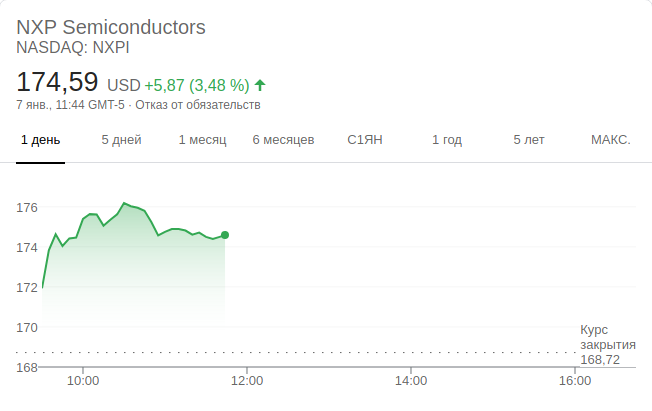 NXP Semiconductors
NASDAQ: NXPI
174,59 USD +5,87 (3,48 %)
7 янв., 11:44 GMT-5 · Отказ от обязательств
1 день 5 дней 1 месяц 6 месяцев С1ЯН 1 год 5 лет МАКС.
176
174
172
170
168
Курс
закрытия
168,72
10:00 12:00 14:00 16:00